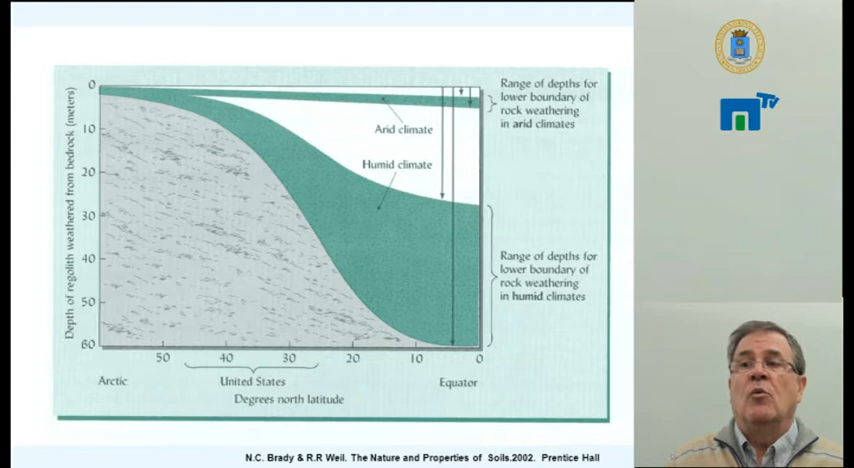 0
10
20
30
40
50
60
Depth of regolith weathered from bedrock (meters)
Arid climate
Humid climate
Range of depths for
lower boundary of
rock weathering
in arid climates
Range of depths for
lower boundary of
rock weathering
in humid climates
50 40 30 20 10 0
Arctic United States Equator
Degrees north latitude
N.C. Brady & R.R Weil. The Nature and Properties of Soils.2002. Prentice Hall
TV